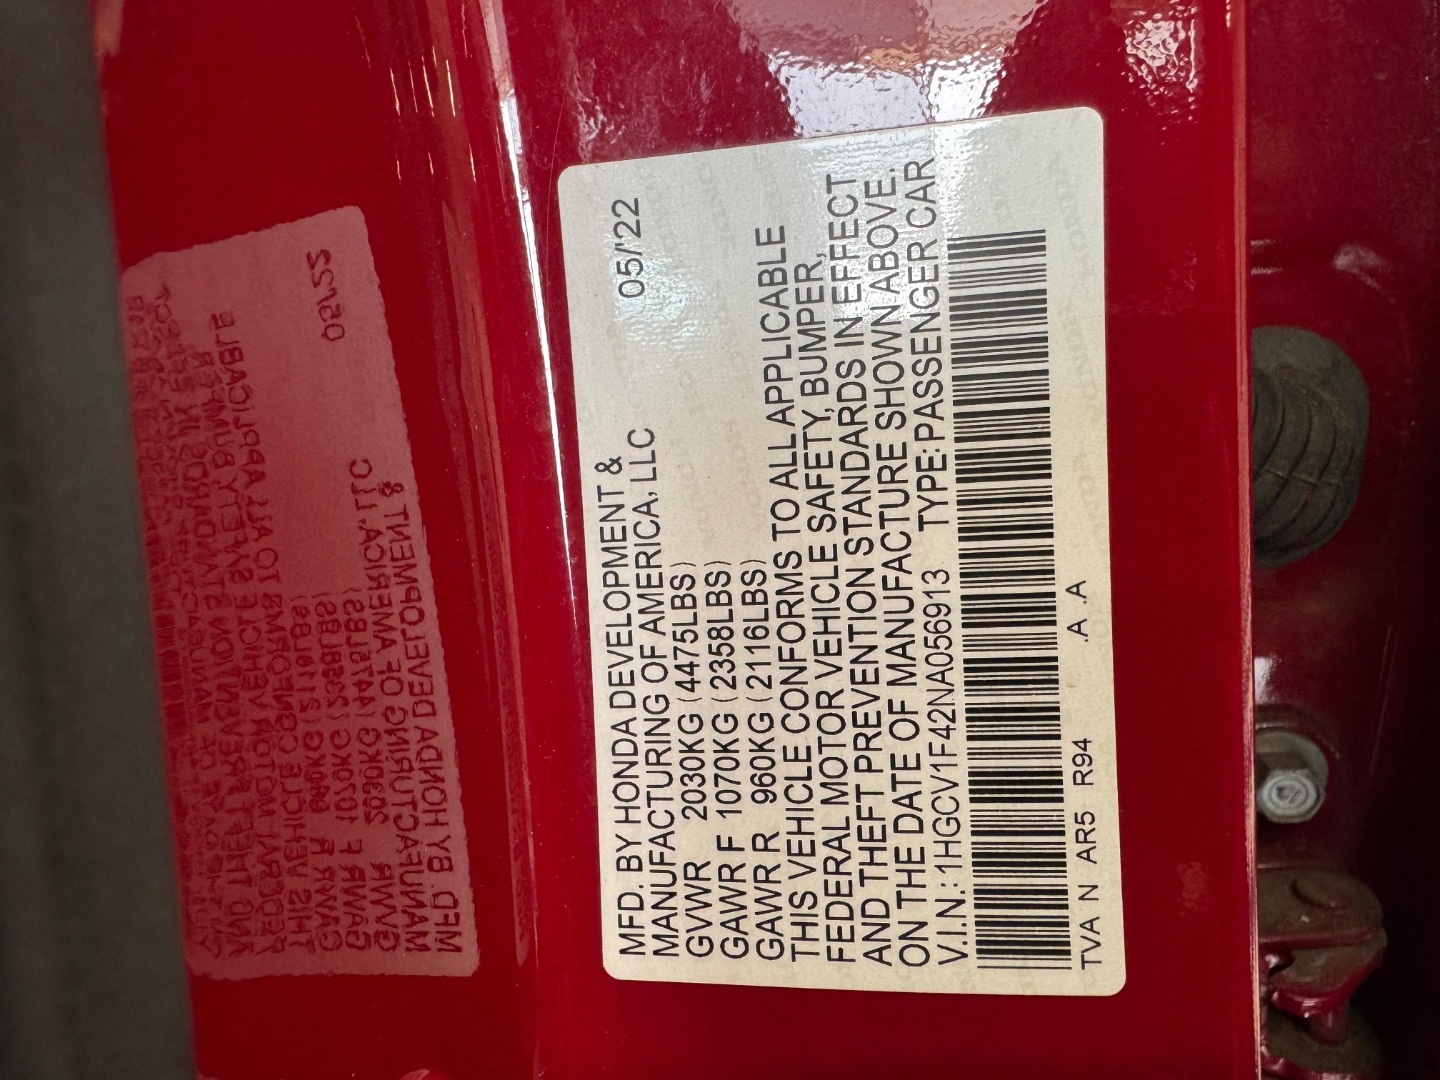 MFD. BY HONDA DEVELOPMENT &
MANUFACTURING OF AMERICA, LLC 05/'22
GVWR 2030KG (4475LBS)
GAWR F 1070KG (2358LBS)
GAWR R 960KG (2116LBS)
THIS VEHICLE CONFORMS TO ALL APPLICABLE
FEDERAL MOTOR VEHICLE SAFETY, BUMPER,
AND THEFT PREVENTION STANDARDS IN EFFECT
ON THE DATE OF MANUFACTURE SHOWN ABOVE.
V.I.N.: 1HGCV1F42NA056913 TYPE: PASSENGER CAR
TVA N AR5 R94 .A .A